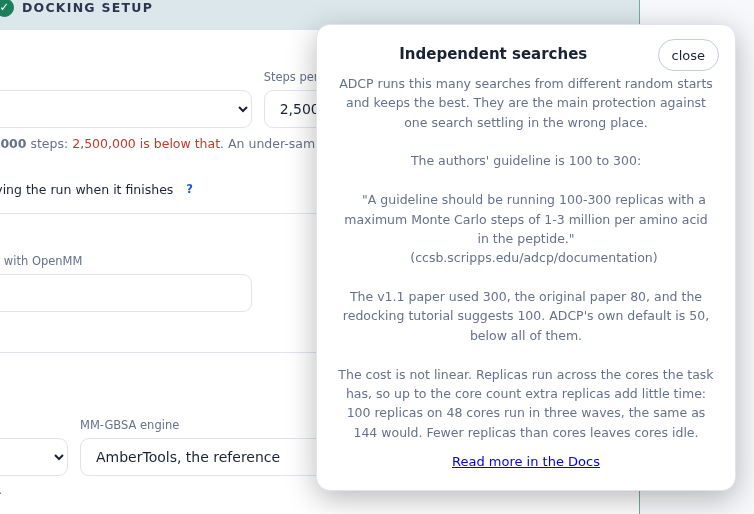 DOCKING SETUP
Independent searches
close
ADCP runs this many searches from different random starts
and keeps the best. They are the main protection against
one search settling in the wrong place.
The authors' guideline is 100 to 300:
"A guideline should be running 100-300 replicas with a
maximum Monte Carlo steps of 1-3 million per amino acid
in the peptide."
(ccsb.scripps.edu/adcp/documentation)
The v1.1 paper used 300, the original paper 80, and the
redocking tutorial suggests 100. ADCP's own default is 50,
below all of them.
The cost is not linear. Replicas run across the cores the task
has, so up to the core count extra replicas add little time:
100 replicas on 48 cores run in three waves, the same as
144 would. Fewer replicas than cores leaves cores idle.
Read more in the Docs
Steps per
2,500
000 steps: 2,500,000 is below that. An under-sam
ying the run when it finishes ?
with OpenMM
MM-GBSA engine
AmberTools, the reference